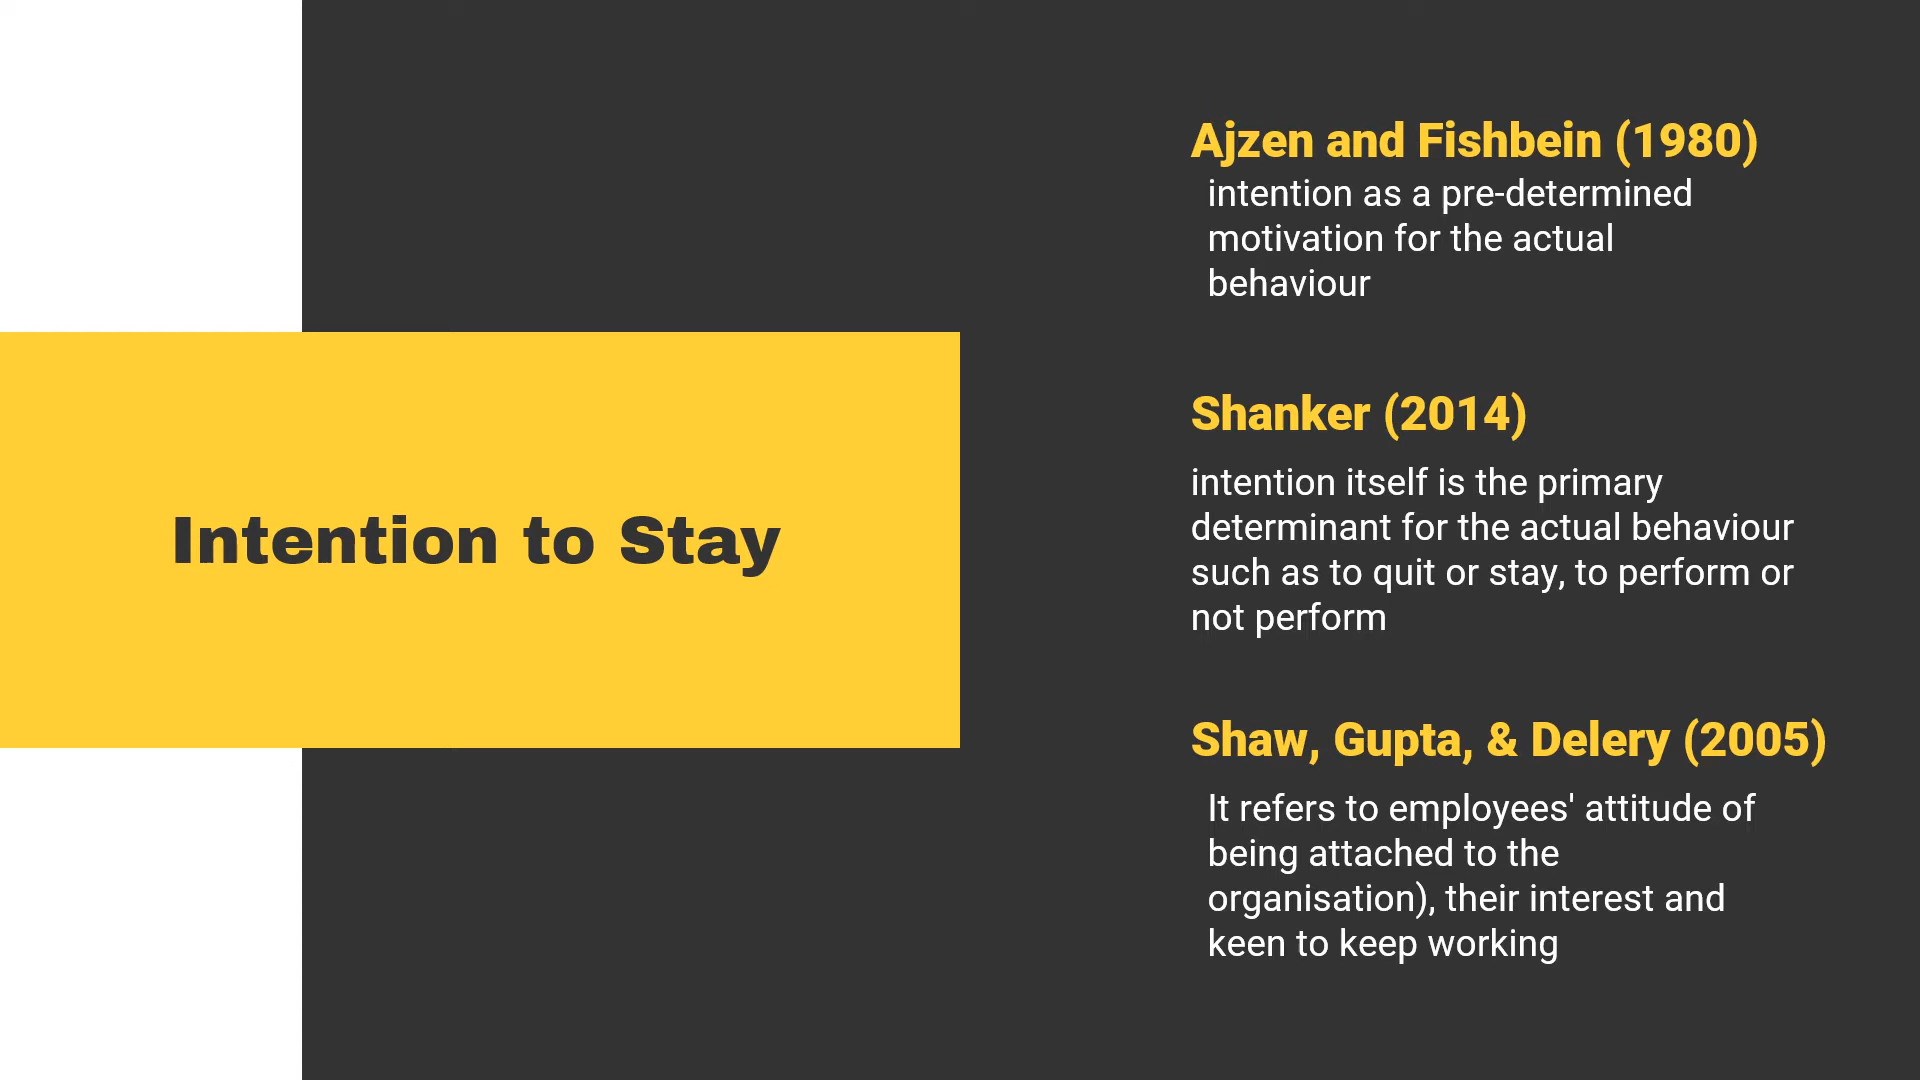 Intention to Stay
Ajzen and Fishbein (1980)
intention as a pre-determined
motivation for the actual
behaviour
Shanker (2014)
intention itself is the primary
determinant for the actual behaviour
such as to quit or stay, to perform or
not perform
Shaw, Gupta, & Delery (2005)
It refers to employees' attitude of
being attached to the
organisation), their interest and
keen to keep working